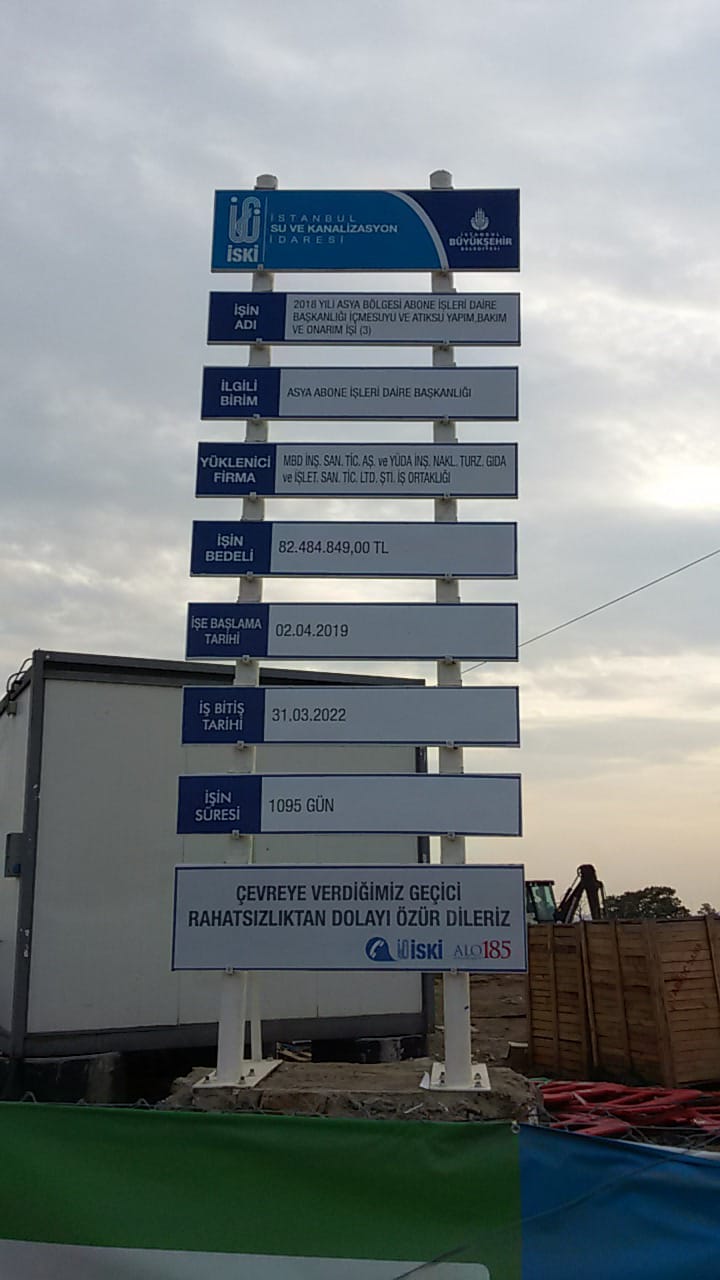 İSKİ
İSTANBUL
SU VE KANALİZASYON
İDARESİ
İSTANBUL
BÜYÜKŞEHİR
BELEDİYESİ
İŞİN
ADI
2018 YILI ASYA BÖLGESİ ABONE İŞLERİ DAİRE
BAŞKANLIĞI İÇMESUYU VE ATIKSU YAPIM,BAKIM
VE ONARIM İŞİ (3)
İLGİLİ
BİRİM
ASYA ABONE İŞLERİ DAİRE BAŞKANLIĞI
YÜKLENİCİ
FİRMA
MBD İNŞ. SAN. TİC. AŞ. ve YÜDA İNŞ. NAKL. TURZ. GIDA
ve İŞLET. SAN. TİC. LTD. ŞTİ. İŞ ORTAKLIĞI
İŞİN
BEDELİ
82.484.849,00 TL
İŞE BAŞLAMA
TARİHİ
02.04.2019
İŞ BİTİŞ
TARİHİ
31.03.2022
İŞİN
SÜRESİ
1095 GÜN
ÇEVREYE VERDİĞİMİZ GEÇİCİ
RAHATSIZLIKTAN DOLAYI ÖZÜR DİLERİZ
İSKİ ALO185